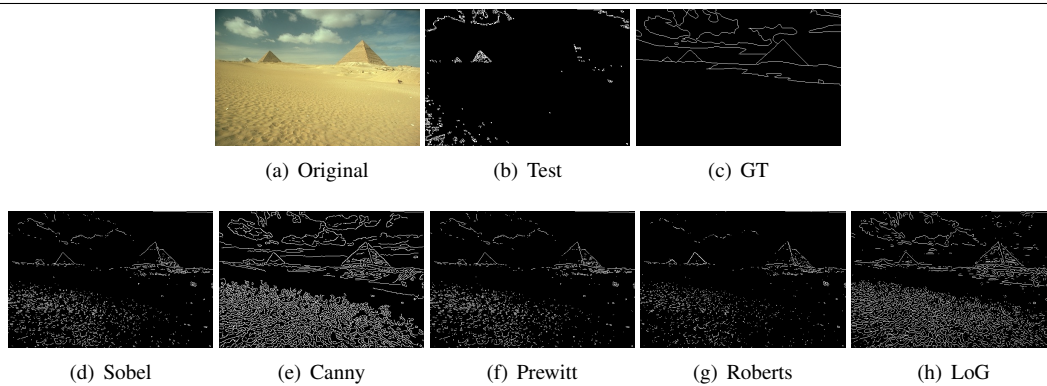 (a) Original
(b) Test
(c) GT
(d) Sobel
(e) Canny
(f) Prewitt
(g) Roberts
(h) LoG